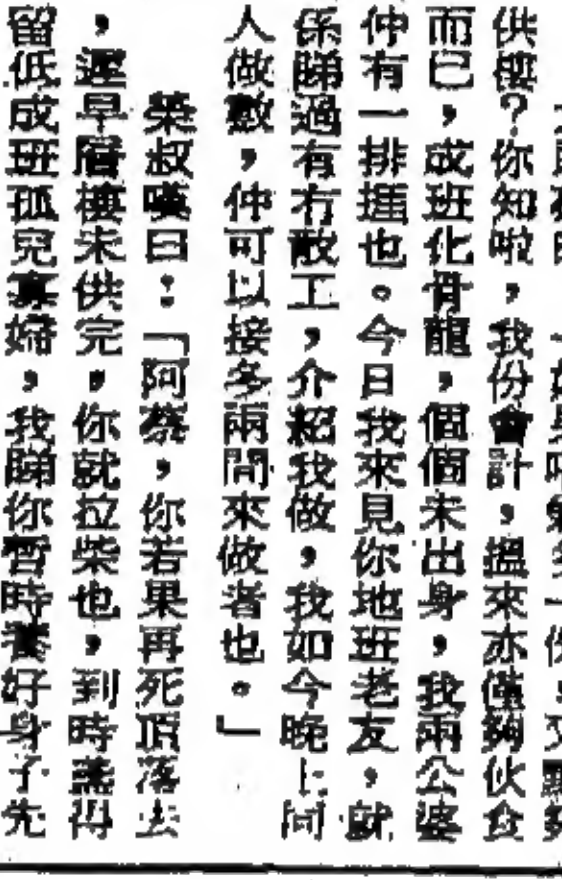 供樓？你知啦，我份會計，搵來亦僅夠伙食
而已，成班化骨龍，個個未出身，我兩公婆
仲有一排捱也。今日我來見你地班老友，就
係睇過有冇散工，介紹我做，我如今晚上同
人做數，仲可以接多兩間來做者也。」
榮叔嘆曰：「阿蔡，你若果再死頂落去
，遲早層樓未供完，你就拉柴也，到時盞得
留低成班孤兒寡婦，我睇你暫時養好身子先